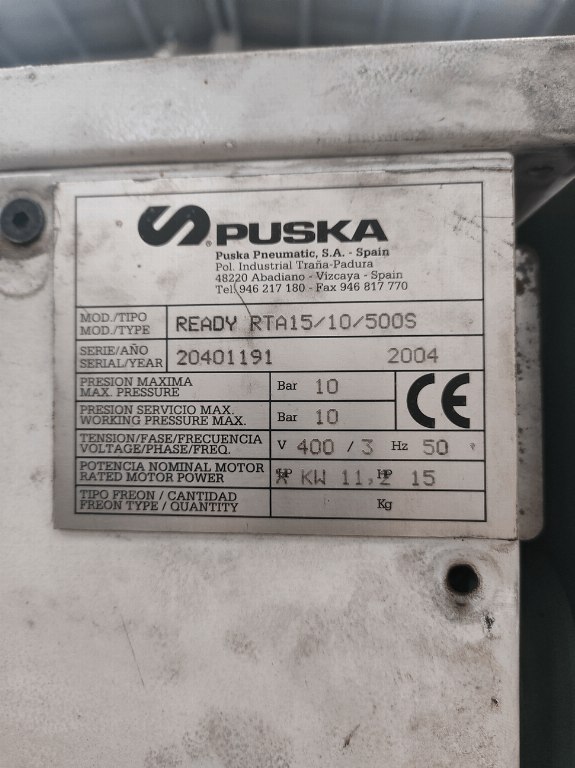 PUSKA
Puska Pneumatic, S.A. - Spain
Pol. Industrial Traña-Padura
48220 Abadiano - Vizcaya - Spain
Tel. 946 217 180 - Fax 946 817 770
MOD./TIPO
MOD./TYPE
READY RTA15/10/500S
SERIE/AÑO
SERIAL/YEAR
20401191 2004
PRESION MAXIMA
MAX. PRESSURE
Bar 10
PRESION SERVICIO MAX.
WORKING PRESSURE MAX.
Bar 10
CE
TENSION/FASE/FRECUENCIA
VOLTAGE/PHASE/FREQ.
V 400 / 3 Hz 50
POTENCIA NOMINAL MOTOR
RATED MOTOR POWER
KW 11,2 HP 15
TIPO FREON / CANTIDAD
FREON TYPE / QUANTITY
Kg